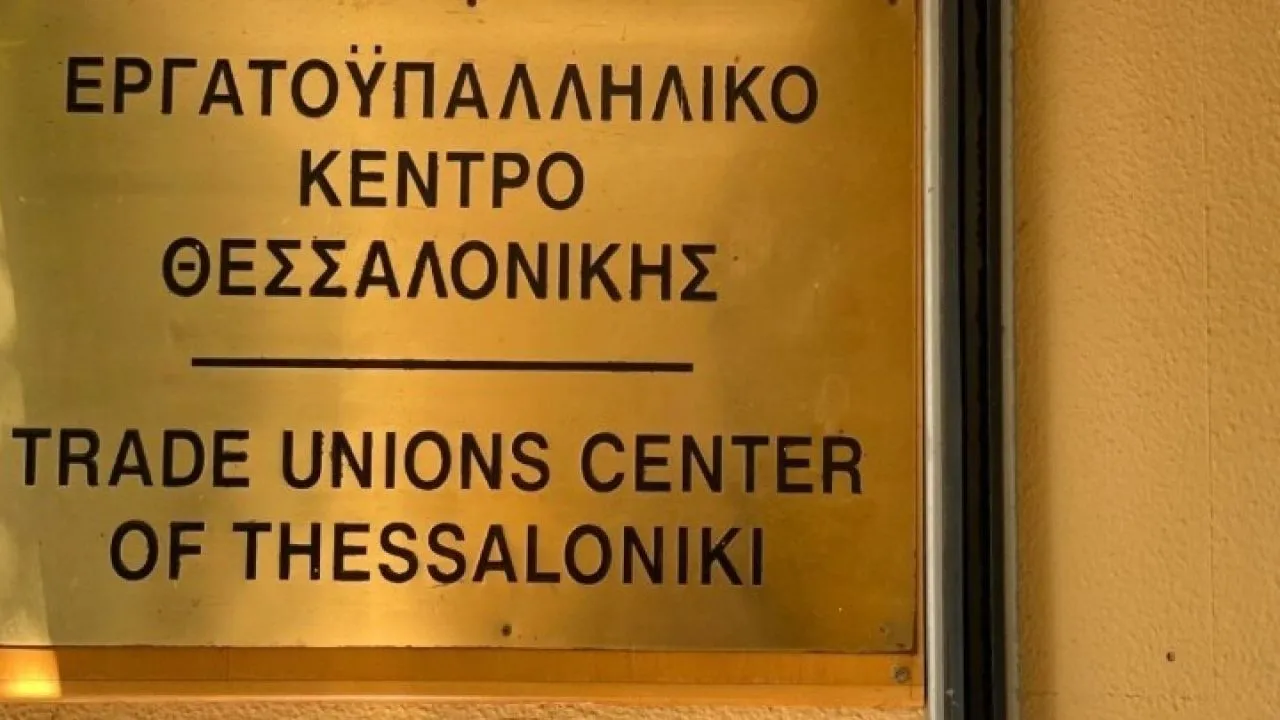 ΕΡΓΑΤΟΫΠΑΛΛΗΛΙΚΟ
ΚΕΝΤΡΟ
ΘΕΣΣΑΛΟΝΙΚΗΣ
TRADE UNIONS CENTER
OF THESSALONIKI